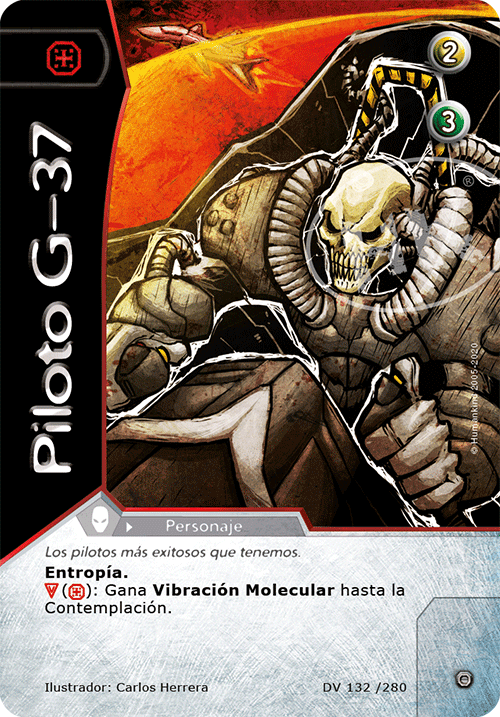 2
3
Piloto G-37
®
© Humankind 2005-2020
Personaje
Los pilotos más exitosos que tenemos.
Entropía.
(): Gana Vibración Molecular hasta la
Contemplación.
Ilustrador: Carlos Herrera
DV 132 /280